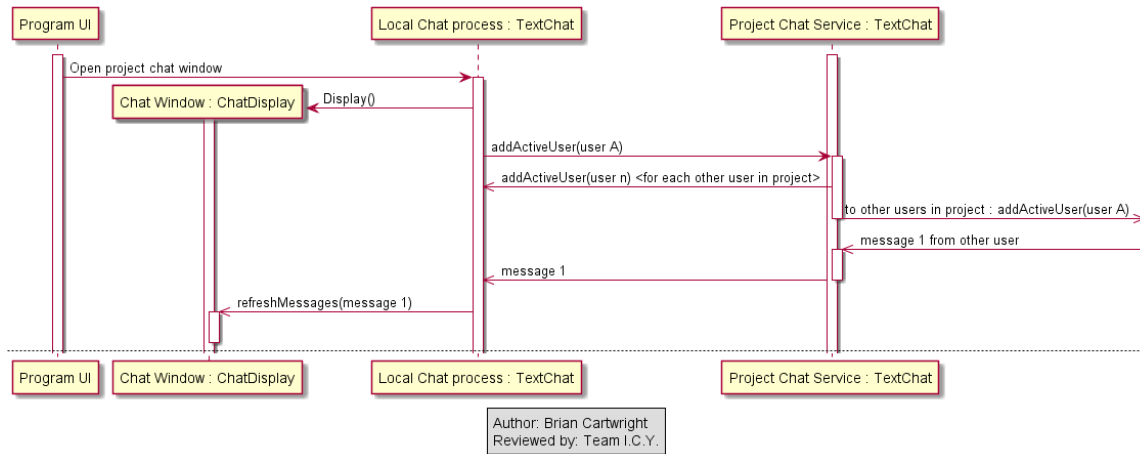 Program UI
Local Chat process : TextChat
Project Chat Service : TextChat
Open project chat window
Chat Window : ChatDisplay
Display()
addActiveUser(user A)
addActiveUser(user n) <for each other user in project>
to other users in project : addActiveUser(user A)
message 1 from other user
message 1
refreshMessages(message 1)
Program UI
Chat Window : ChatDisplay
Local Chat process : TextChat
Project Chat Service : TextChat
Author: Brian Cartwright
Reviewed by: Team I.C.Y.